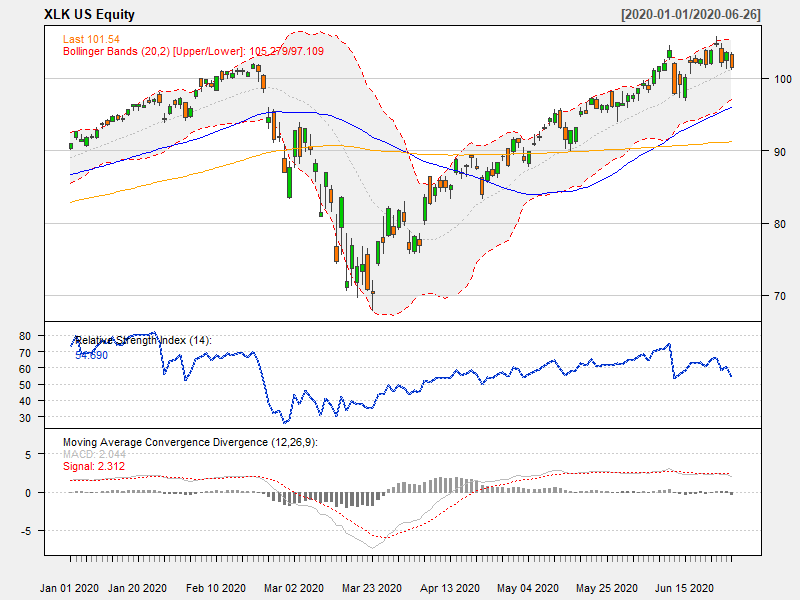 XLK US Equity [2020-01-01/2020-06-26]
Last 101.54
Bollinger Bands (20,2) [Upper/Lower]: 105.279/97.109
100
90
80
70
Relative Strength Index (14):
54.690
80
70
60
50
40
30
Moving Average Convergence Divergence (12,26,9):
MACD: 2.044
Signal: 2.312
5
0
-5
Jan 01 2020 Jan 20 2020 Feb 10 2020 Mar 02 2020 Mar 23 2020 Apr 13 2020 May 04 2020 May 25 2020 Jun 15 2020